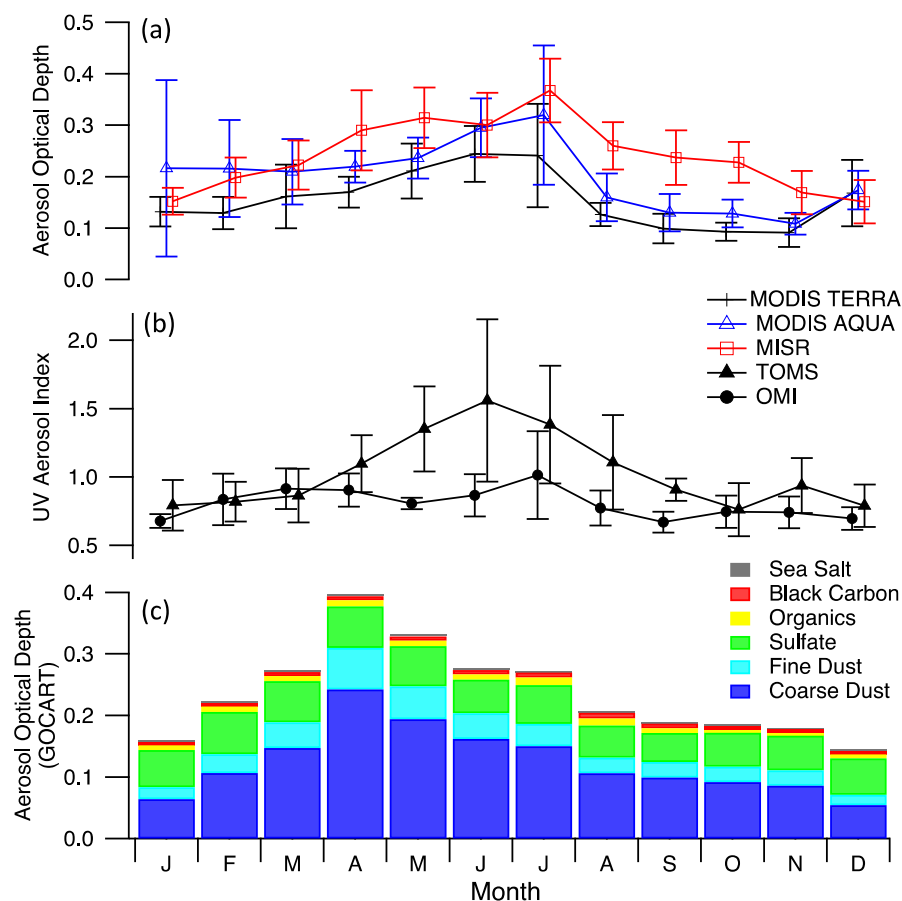 (a)
Aerosol Optical Depth
0.5
0.4
0.3
0.2
0.1
0.0
MODIS TERRA
MODIS AQUA
MISR
TOMS
OMI
(b)
UV Aerosol Index
2.0
1.5
1.0
0.5
Sea Salt
Black Carbon
Organics
Sulfate
Fine Dust
Coarse Dust
(c)
Aerosol Optical Depth
(GOCART)
0.4
0.3
0.2
0.1
0.0
J F M A M J J A S O N D
Month